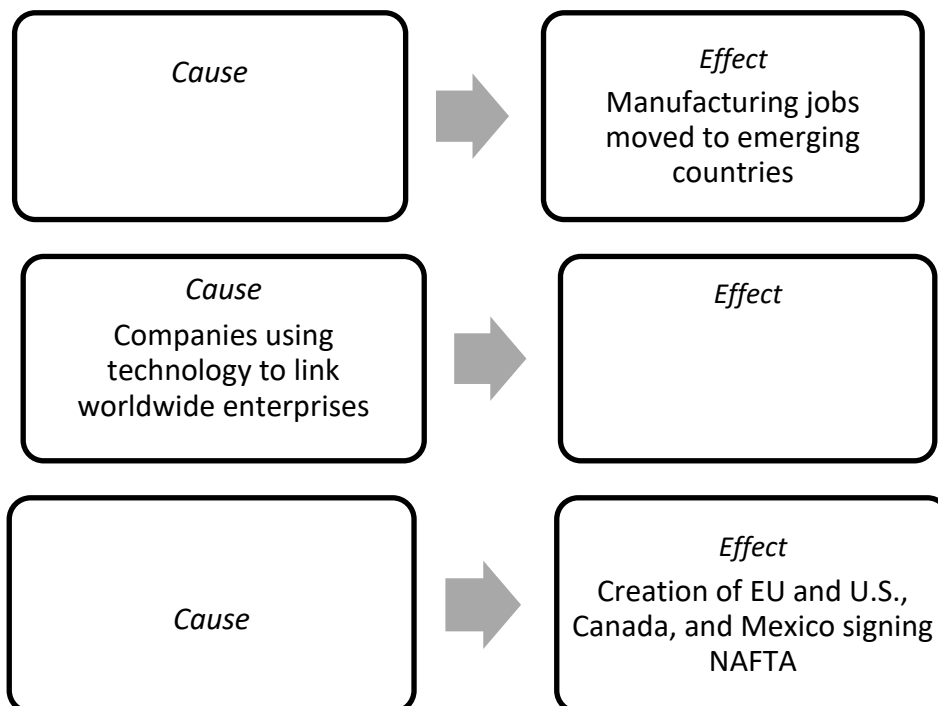 Cause
Effect
Manufacturing jobs
moved to emerging
countries
Cause
Companies using
technology to link
worldwide enterprises
Effect
Cause
Effect
Creation of EU and U.S.,
Canada, and Mexico signing
NAFTA